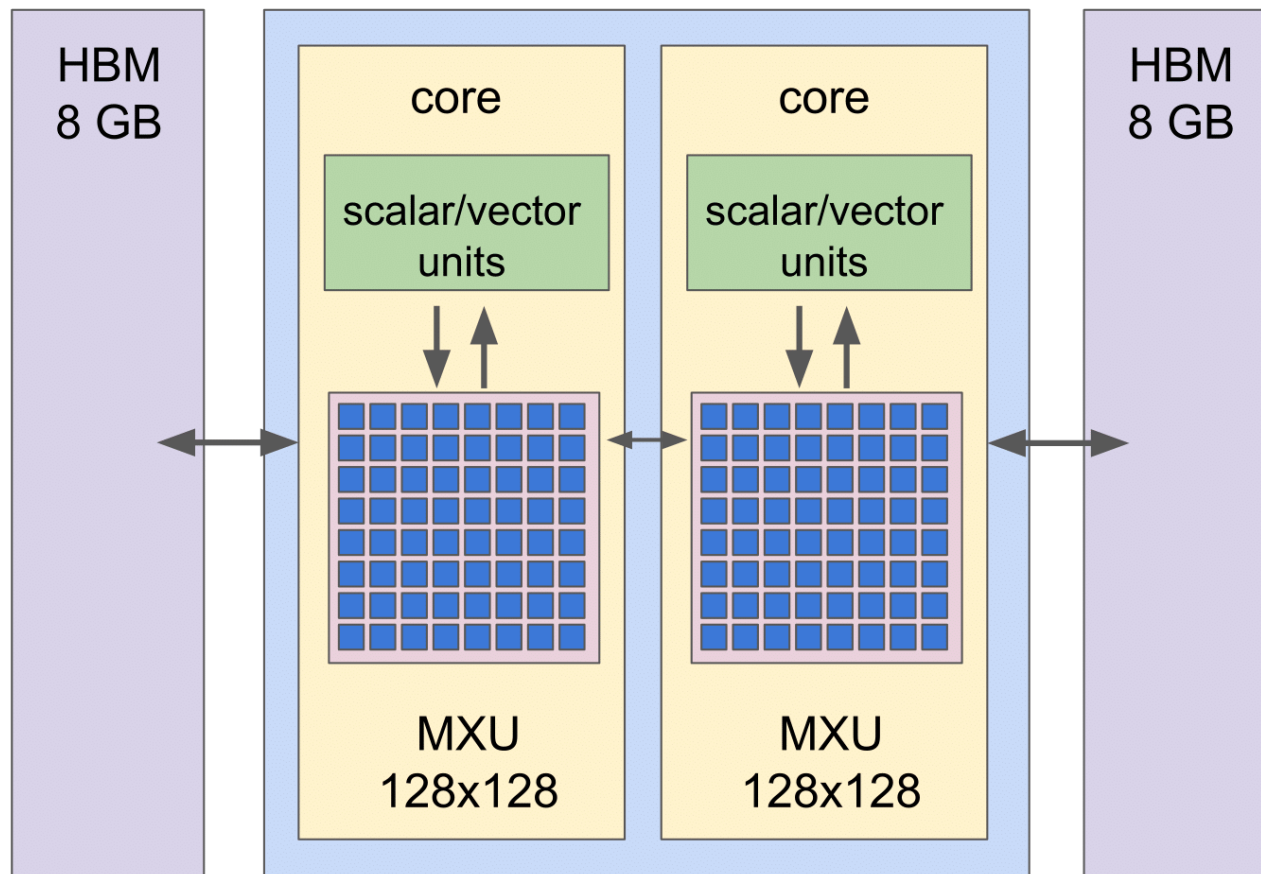 HBM
8 GB
core
scalar/vector
units
MXU
128x128
core
scalar/vector
units
MXU
128x128
HBM
8 GB